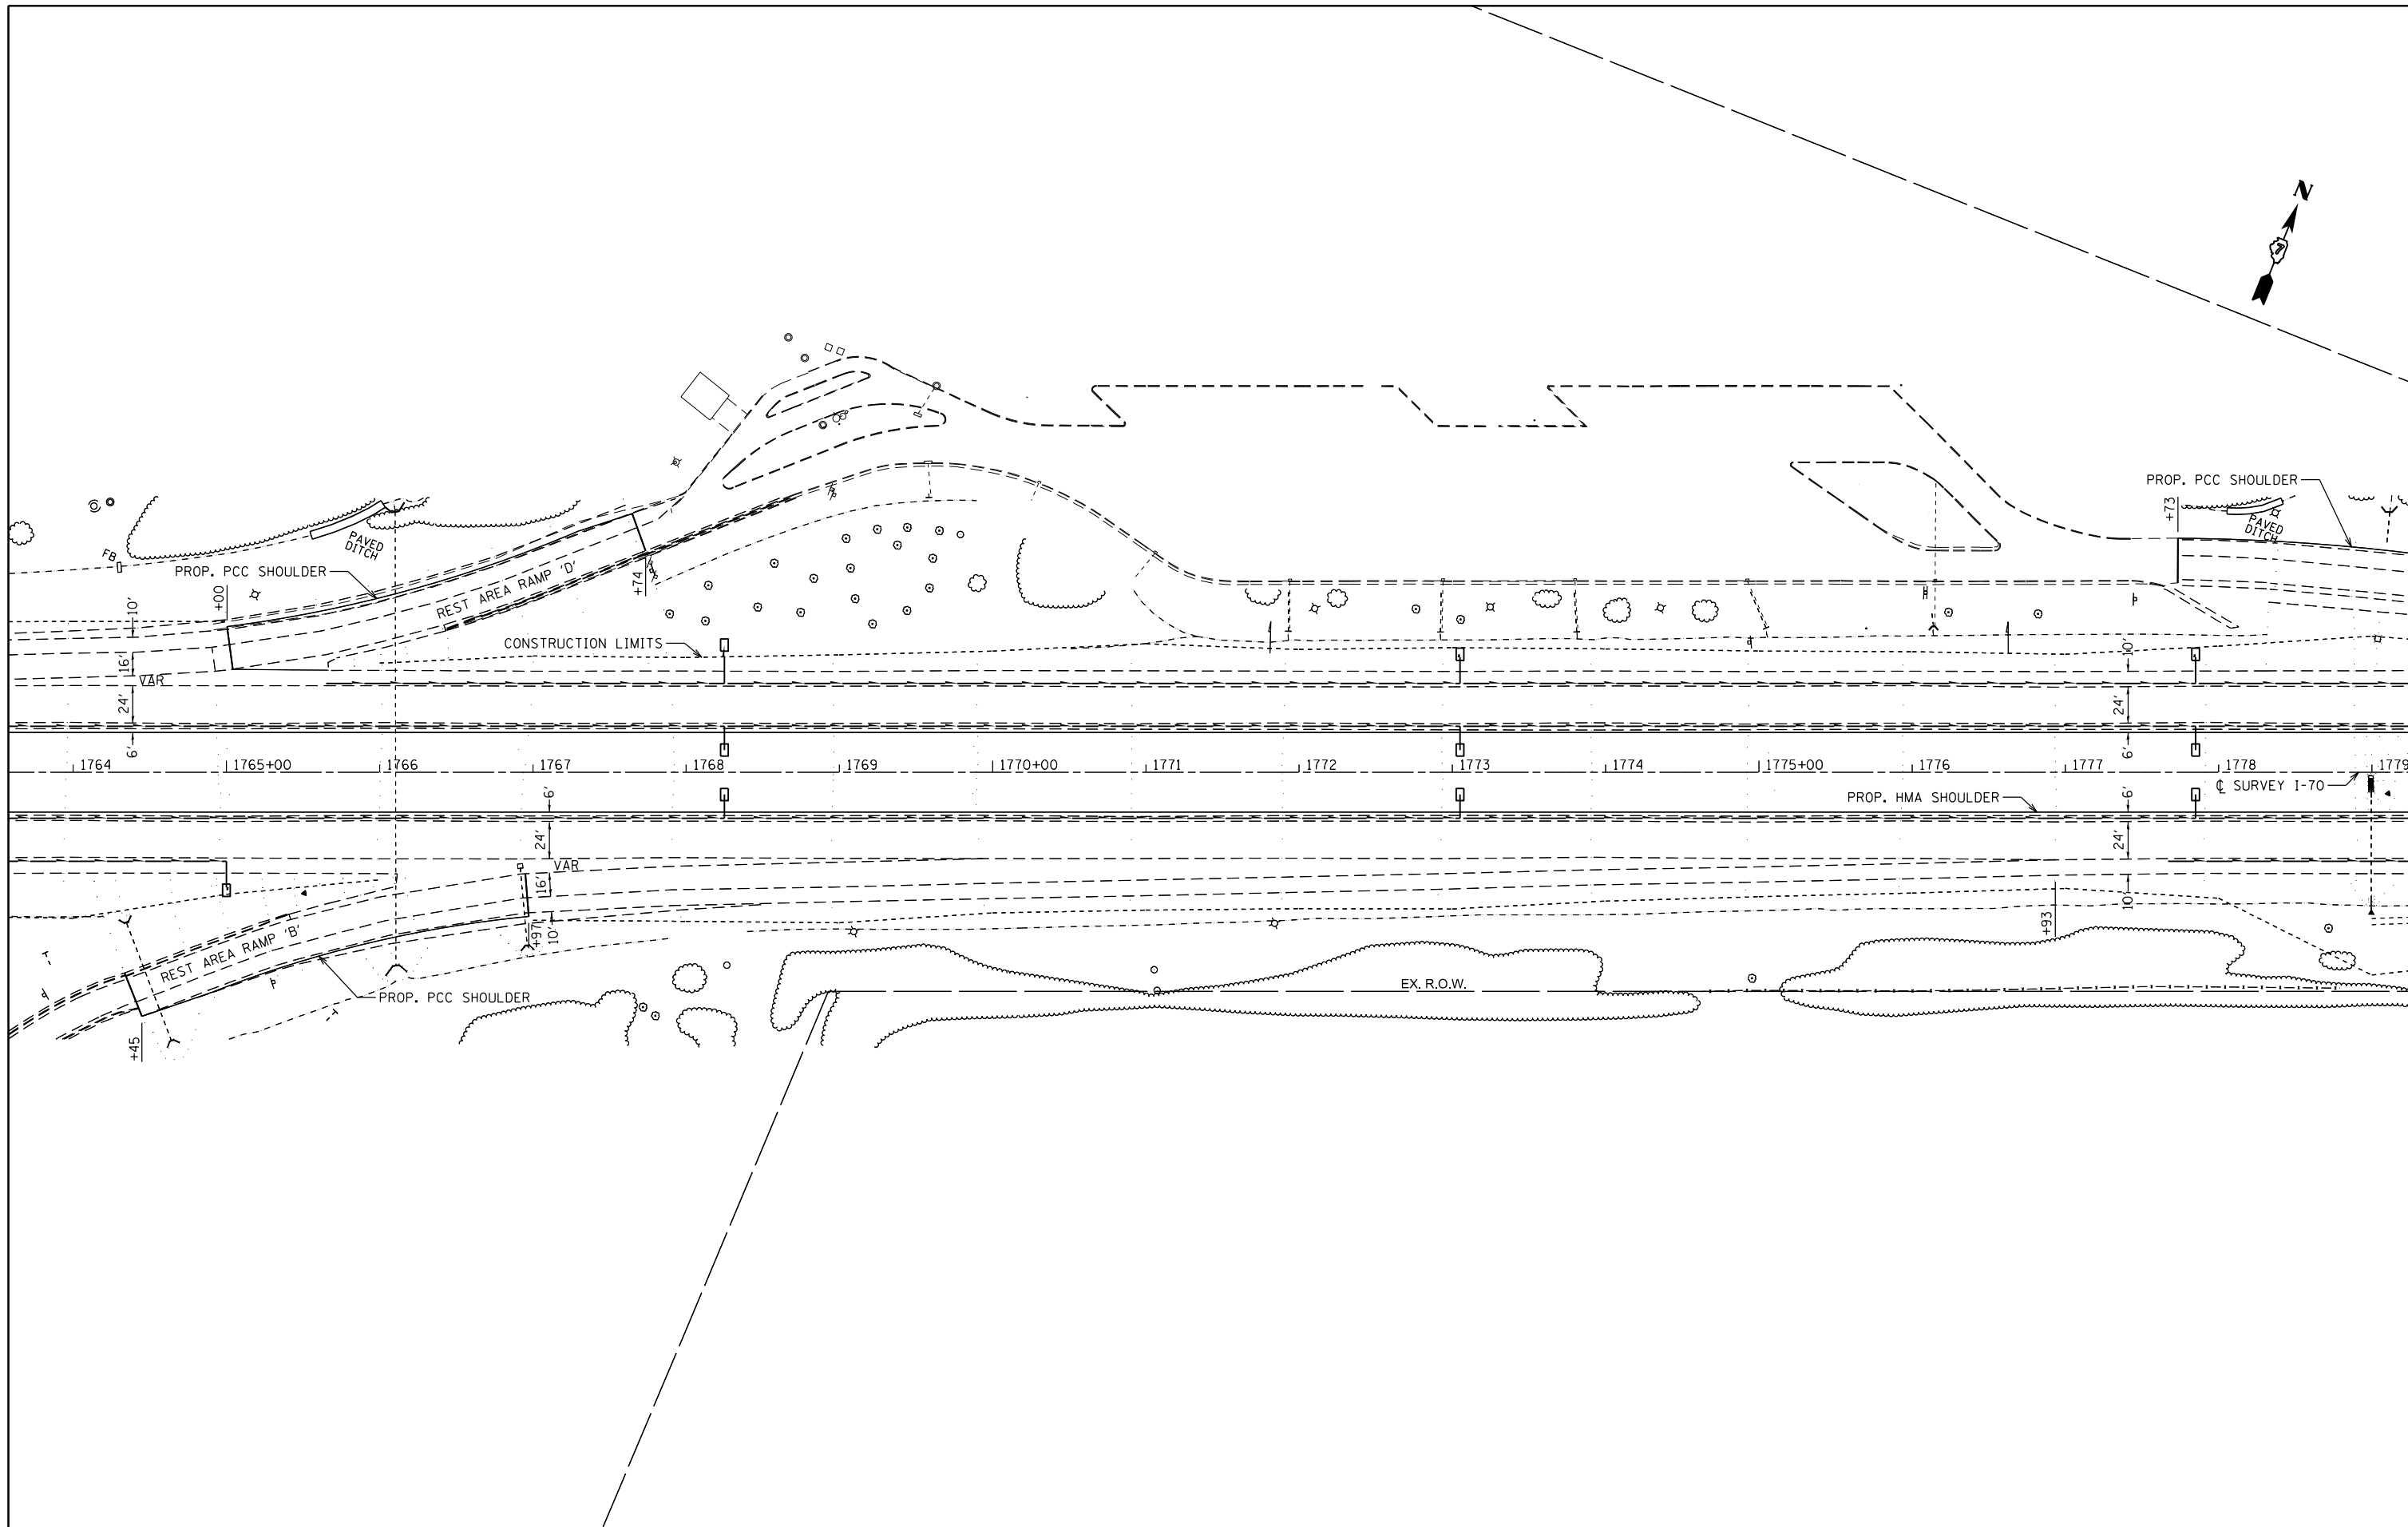 N
PROP. PCC SHOULDER
+73
PAVED
DITCH
FB
PAVED
DITCH
PROP. PCC SHOULDER
REST AREA RAMP 'D'
+74
+00
10'
16'
VAR
24'
6'
CONSTRUCTION LIMITS
10'
24'
6'
1764
1765+00
1766
1767
1768
1769
1770+00
1771
1772
1773
1774
1775+00
1776
1777
1778
1779
℄ SURVEY I-70
PROP. HMA SHOULDER
6'
24'
VAR
16'
+97
10'
6'
24'
10'
+93
REST AREA RAMP 'B'
PROP. PCC SHOULDER
+45
EX. R.O.W.